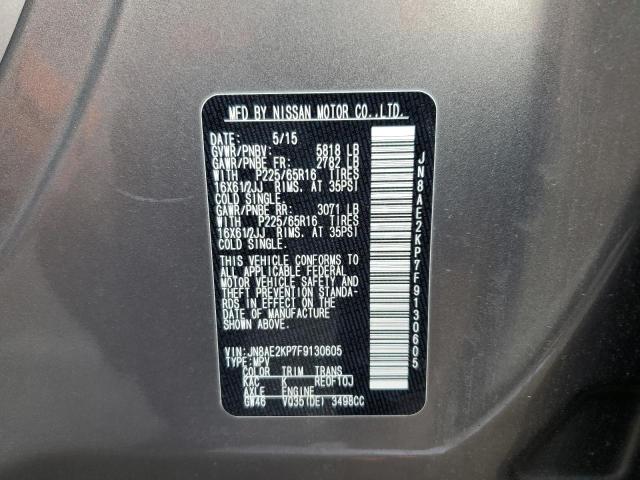 MFD BY NISSAN MOTOR CO.,LTD.
DATE: 5/15
GVWR/PNBV: 5818 LB
GAWR/PNBE FR: 2782 LB
WITH P225/65R16 TIRES
16X61/2JJ RIMS. AT 35PSI
COLD SINGLE.
GAWR/PNBE RR: 3071 LB
WITH P225/65R16 TIRES
16X61/2JJ RIMS. AT 35PSI
COLD SINGLE.
THIS VEHICLE CONFORMS TO
ALL APPLICABLE FEDERAL
MOTOR VEHICLE SAFETY AND
THEFT PREVENTION STANDA-
RDS IN EFFECT ON THE
DATE OF MANUFACTURE
SHOWN ABOVE.
VIN: JN8AE2KP7F9130605
TYPE: MPV
COLOR TRIM TRANS
KAC K RE0F10J
AXLE ENGINE
GW46 VQ35(DE) 3498CC
JN8AE2KP7F9130605